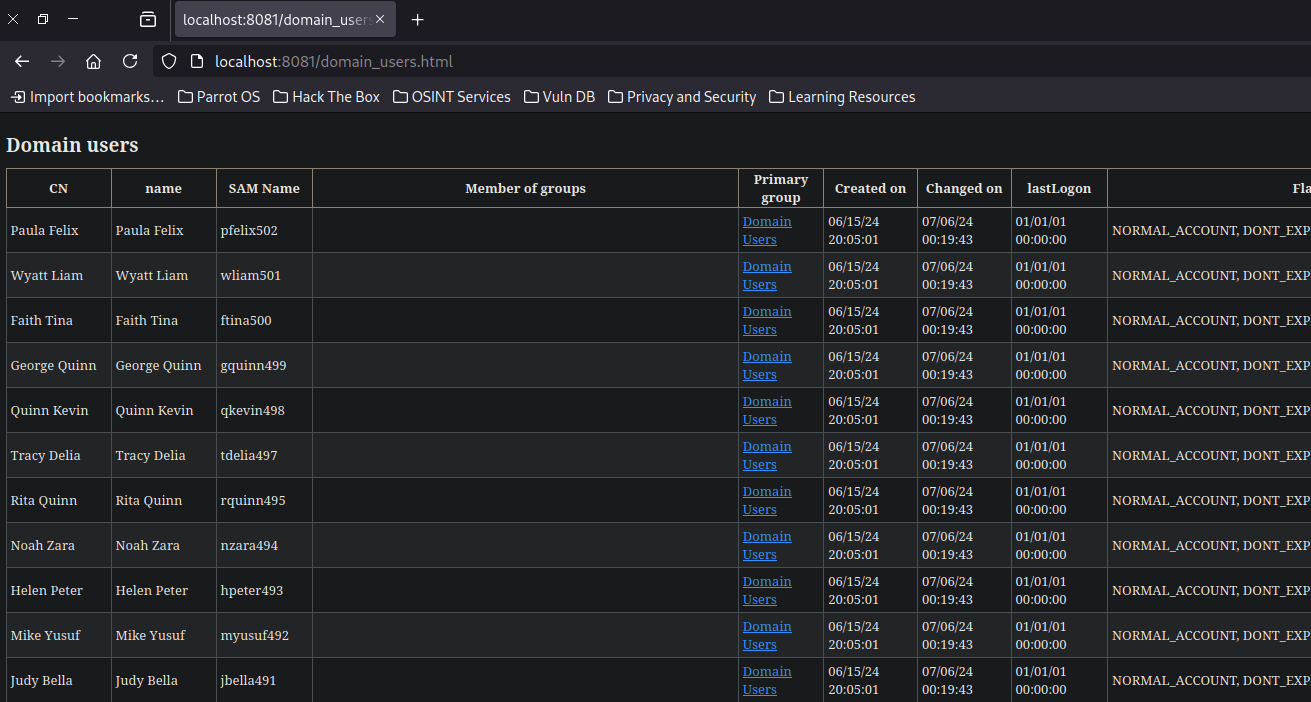 localhost:8081/domain_user
localhost:8081/domain_users.html
Import bookmarks… Parrot OS Hack The Box OSINT Services Vuln DB Privacy and Security Learning Resources
Domain users
CN name SAM Name Member of groups Primary group Created on Changed on lastLogon Fla
Paula Felix Paula Felix pfelix502 Domain Users 06/15/24 20:05:01 07/06/24 00:19:43 01/01/01 00:00:00 NORMAL_ACCOUNT, DONT_EXP
Wyatt Liam Wyatt Liam wliam501 Domain Users 06/15/24 20:05:01 07/06/24 00:19:43 01/01/01 00:00:00 NORMAL_ACCOUNT, DONT_EXP
Faith Tina Faith Tina ftina500 Domain Users 06/15/24 20:05:01 07/06/24 00:19:43 01/01/01 00:00:00 NORMAL_ACCOUNT, DONT_EXP
George Quinn George Quinn gquinn499 Domain Users 06/15/24 20:05:01 07/06/24 00:19:43 01/01/01 00:00:00 NORMAL_ACCOUNT, DONT_EXP
Quinn Kevin Quinn Kevin qkevin498 Domain Users 06/15/24 20:05:01 07/06/24 00:19:43 01/01/01 00:00:00 NORMAL_ACCOUNT, DONT_EXP
Tracy Delia Tracy Delia tdelia497 Domain Users 06/15/24 20:05:01 07/06/24 00:19:43 01/01/01 00:00:00 NORMAL_ACCOUNT, DONT_EXP
Rita Quinn Rita Quinn rquinn495 Domain Users 06/15/24 20:05:01 07/06/24 00:19:43 01/01/01 00:00:00 NORMAL_ACCOUNT, DONT_EXP
Noah Zara Noah Zara nzara494 Domain Users 06/15/24 20:05:01 07/06/24 00:19:43 01/01/01 00:00:00 NORMAL_ACCOUNT, DONT_EXP
Helen Peter Helen Peter hpeter493 Domain Users 06/15/24 20:05:01 07/06/24 00:19:43 01/01/01 00:00:00 NORMAL_ACCOUNT, DONT_EXP
Mike Yusuf Mike Yusuf myusuf492 Domain Users 06/15/24 20:05:01 07/06/24 00:19:43 01/01/01 00:00:00 NORMAL_ACCOUNT, DONT_EXP
Judy Bella Judy Bella jbella491 Domain Users 06/15/24 20:05:01 07/06/24 00:19:43 01/01/01 00:00:00 NORMAL_ACCOUNT, DONT_EXP